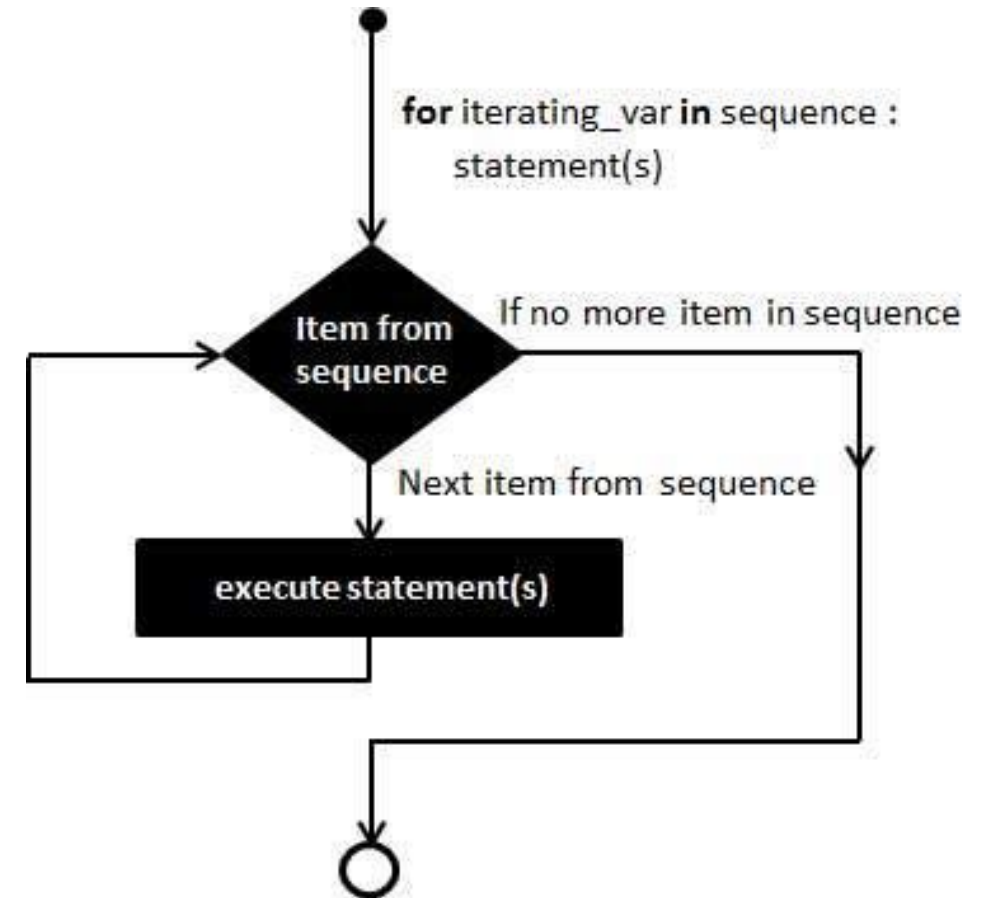 for iterating_var in sequence :
statement(s)
If no more item in sequence
Item from
sequence
Next item from sequence
execute statement(s)